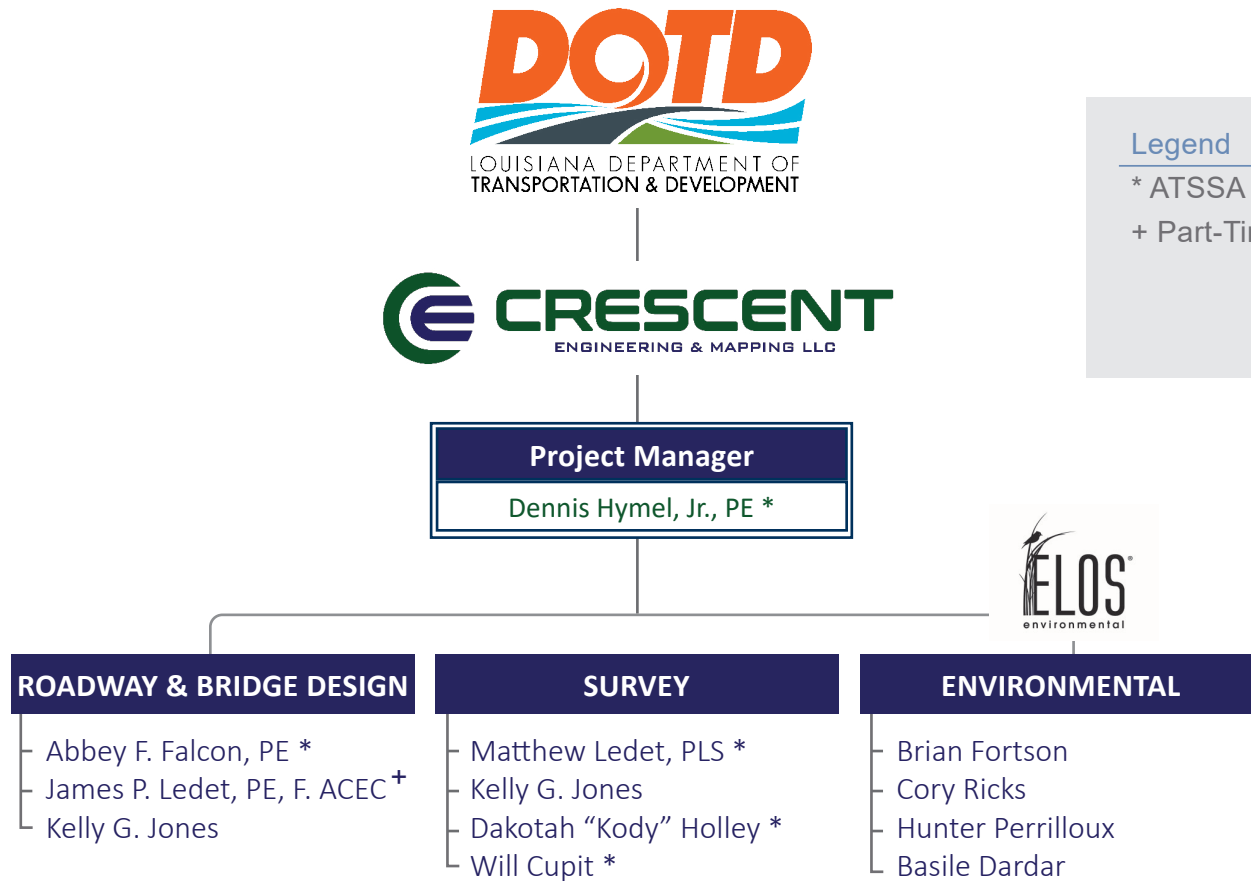 DOTD
LOUISIANA DEPARTMENT OF
TRANSPORTATION & DEVELOPMENT
Legend
* ATSSA
+
CE CRESCENT
ENGINEERING & MAPPING LLC
Project Manager
Dennis Hymel, Jr., PE *
ELOS®
environmental
ROADWAY & BRIDGE DESIGN
Abbey F. Falcon, PE *
James P. Ledet, PE, F. ACEC +
Kelly G. Jones
SURVEY
Matthew Ledet, PLS *
Kelly G. Jones
Dakotah “Kody” Holley *
Will Cupit *
ENVIRONMENTAL
Brian Fortson
Cory Ricks
Hunter Perrilloux
Basile Dardar